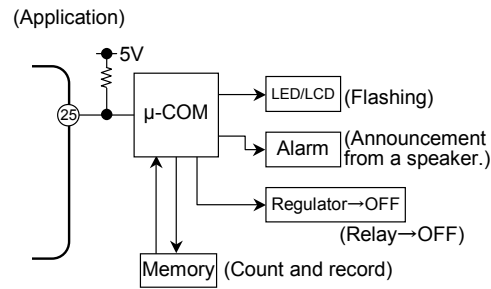 (Application)
5V
25
μ-COM
LED/LCD (Flashing)
Alarm (Announcement
from a speaker.)
Regulator→OFF
(Relay→OFF)
Memory (Count and record)